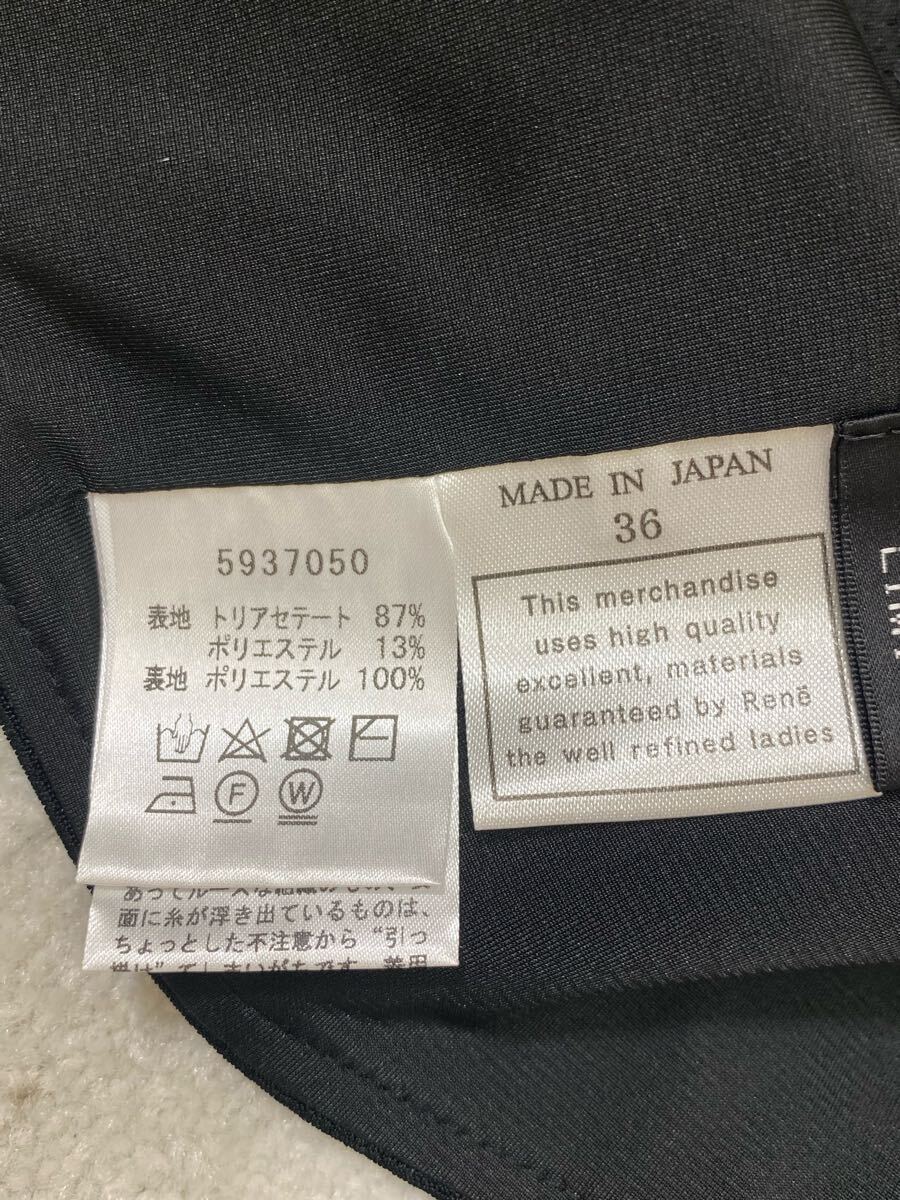 5937050
表地 トリアセテート 87%
ポリエステル 13%
裏地 ポリエステル 100%
F W
面に糸が浮き出ているものは、
ちょっとした不注意から“引っ
MADE IN JAPAN
36
This merchandise
uses high quality
excellent, materials
guaranteed by Renē
the well refined ladies